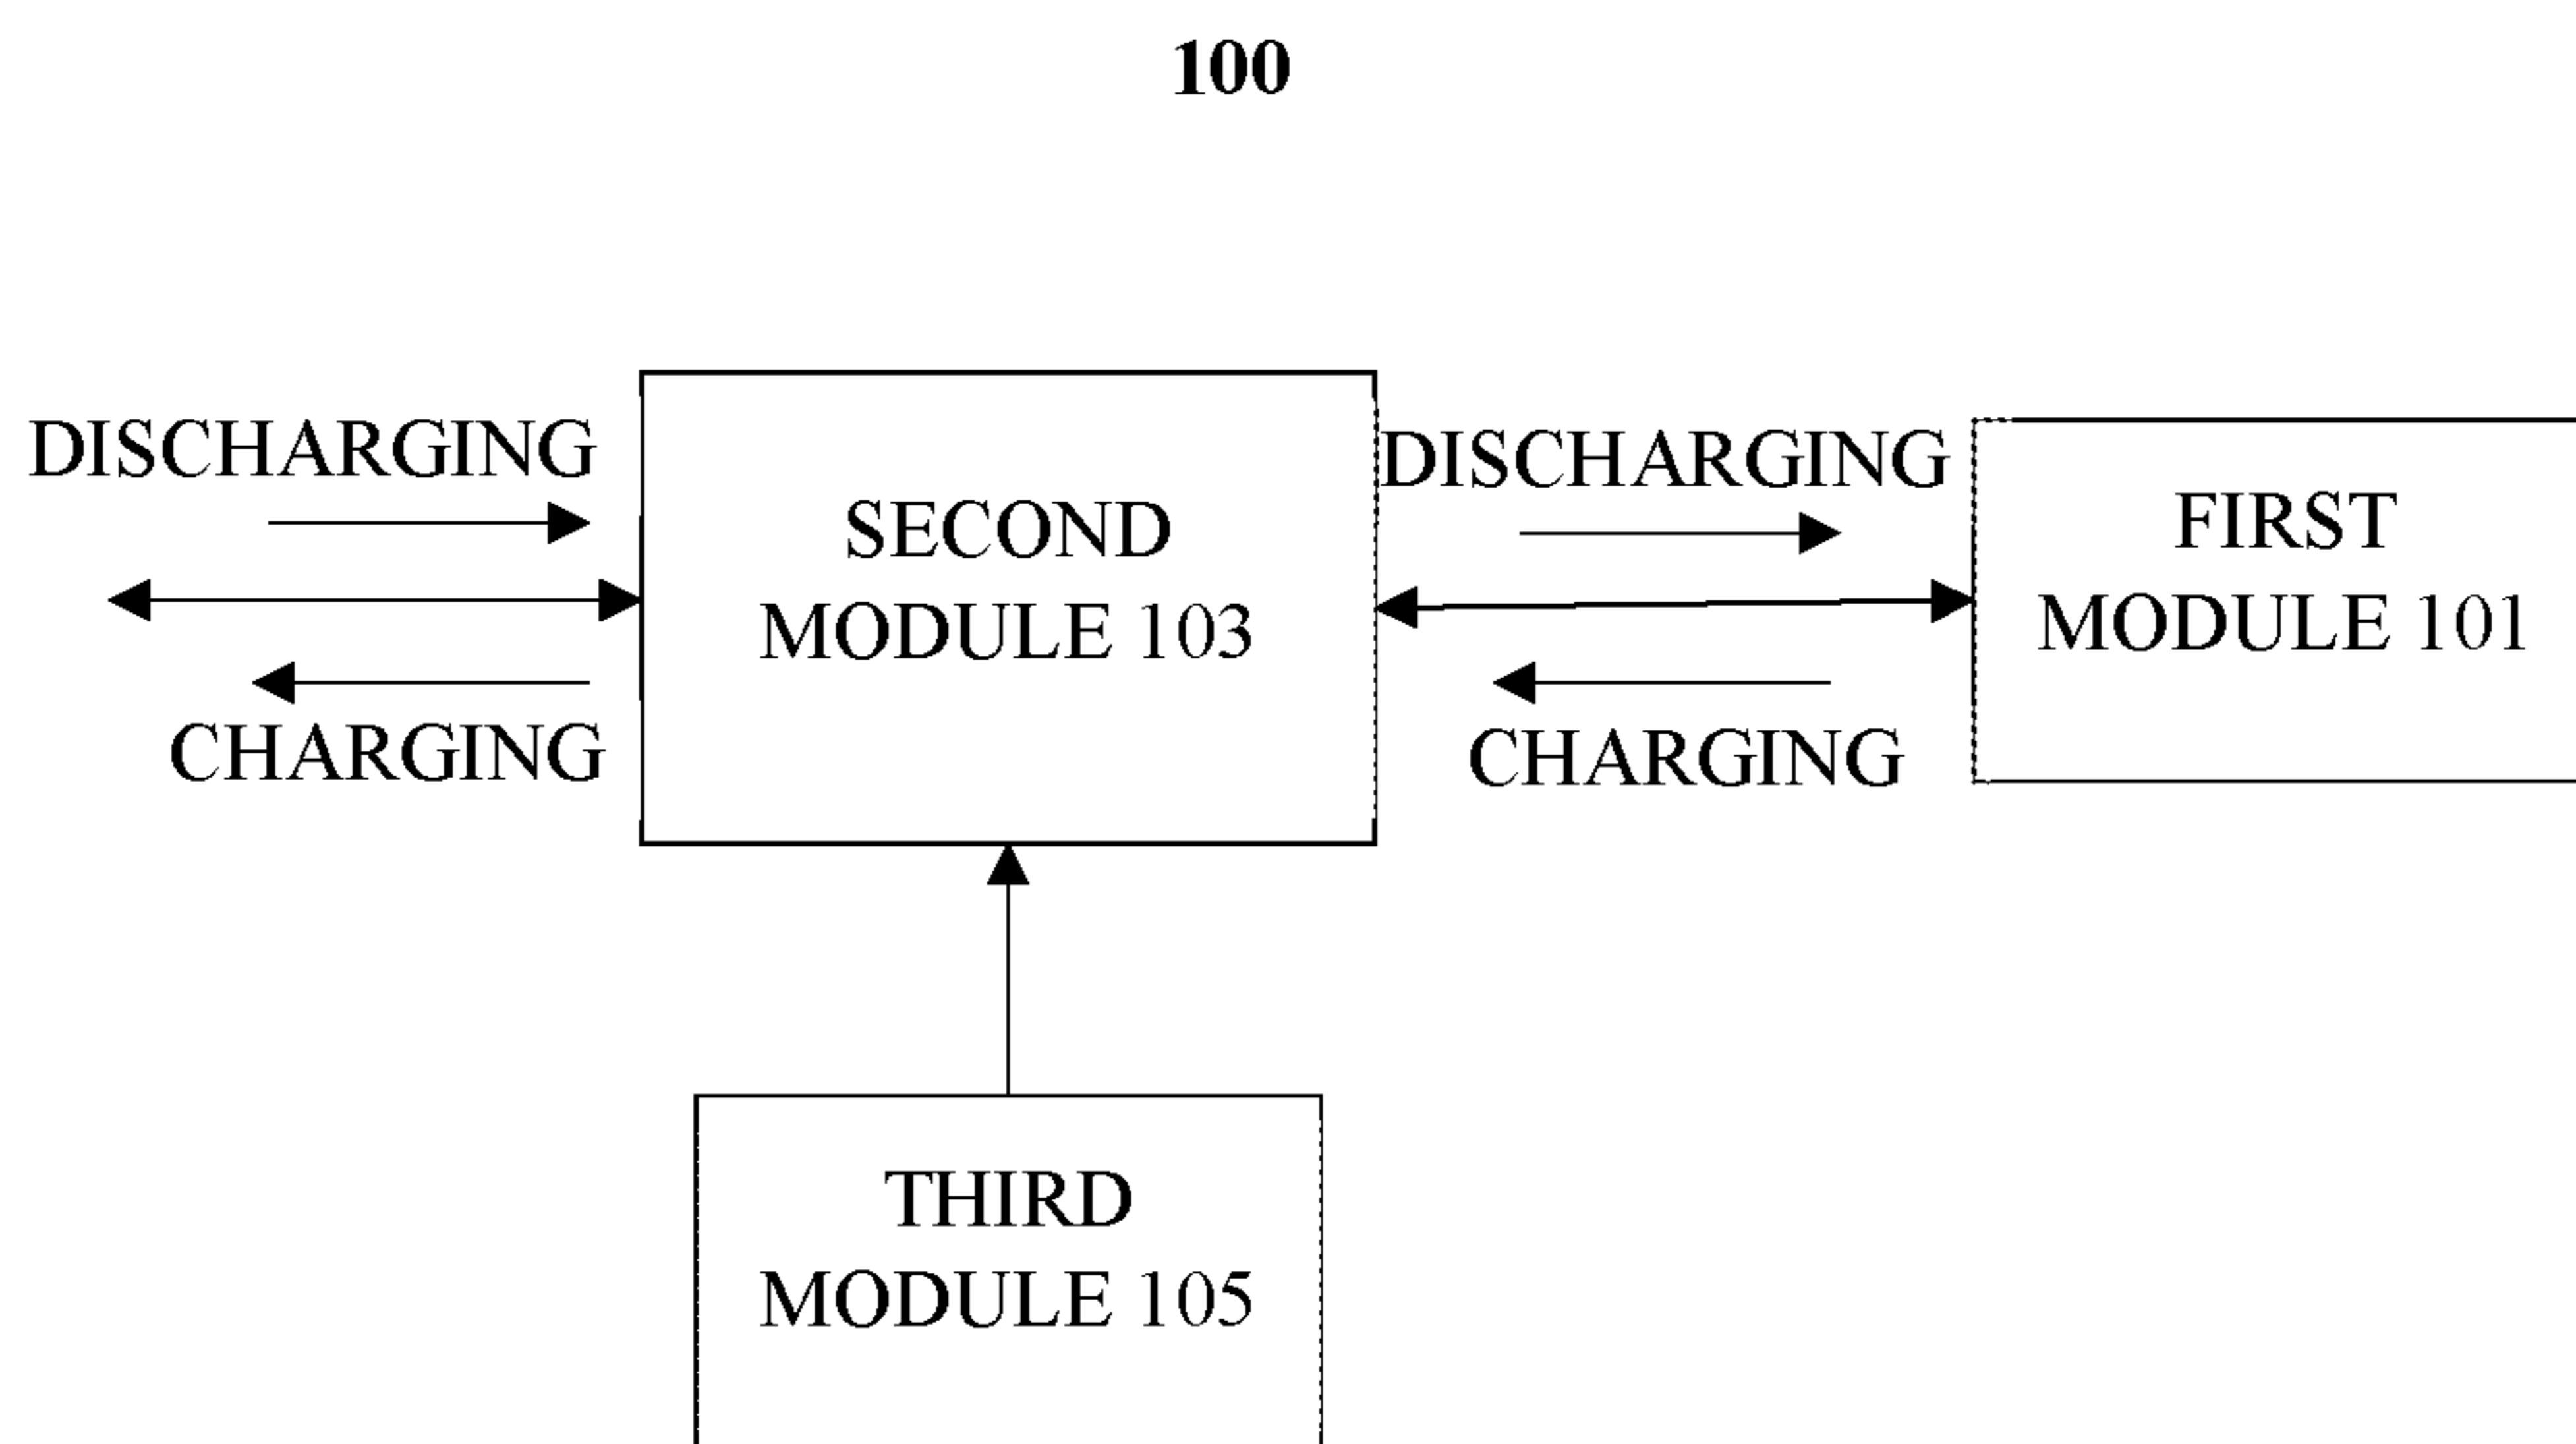 100
DISCHARGING
SECOND
MODULE 103
CHARGING
DISCHARGING
CHARGING
FIRST
MODULE 101
THIRD
MODULE 105